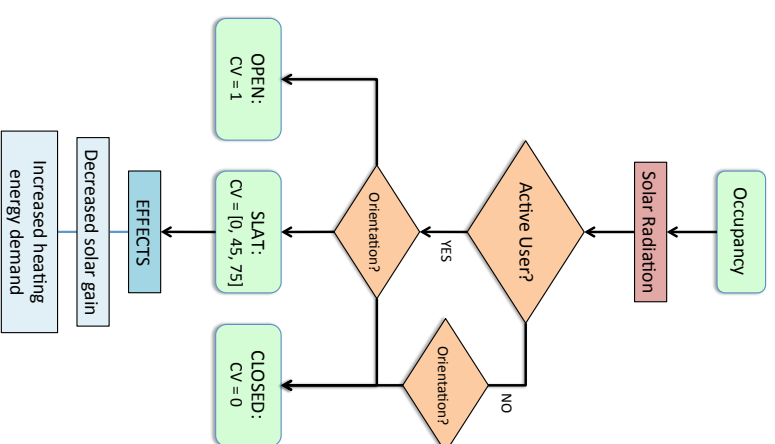 Occupancy
Solar Radiation
Active User?
YES
NO
Orientation?
Orientation?
OPEN:
CV = 1
SLAT:
CV = [0, 45, 75]
CLOSED:
CV = 0
EFFECTS
Decreased solar gain
Increased heating
energy demand